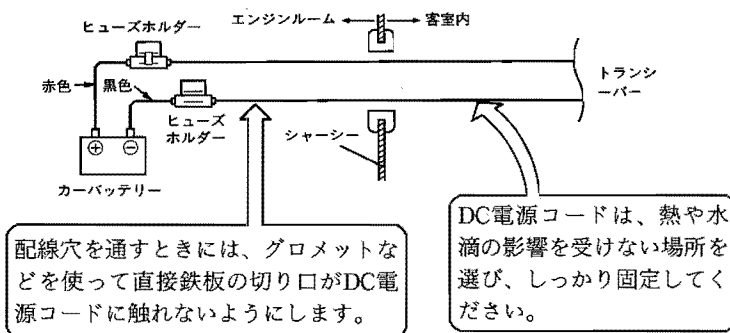 ヒューズホルダー
エンジンルーム
客室内
赤色
黒色
トランシ
ーバー
ヒューズ
ホルダー
シャーシー
⊕ ⊖
カーバッテリー
配線穴を通すときには、グロメットな
どを使って直接鉄板の切り口がDC電
源コードに触れないようにします。
DC電源コードは、熱や水
滴の影響を受けない場所を
選び、しっかり固定してく
ださい。